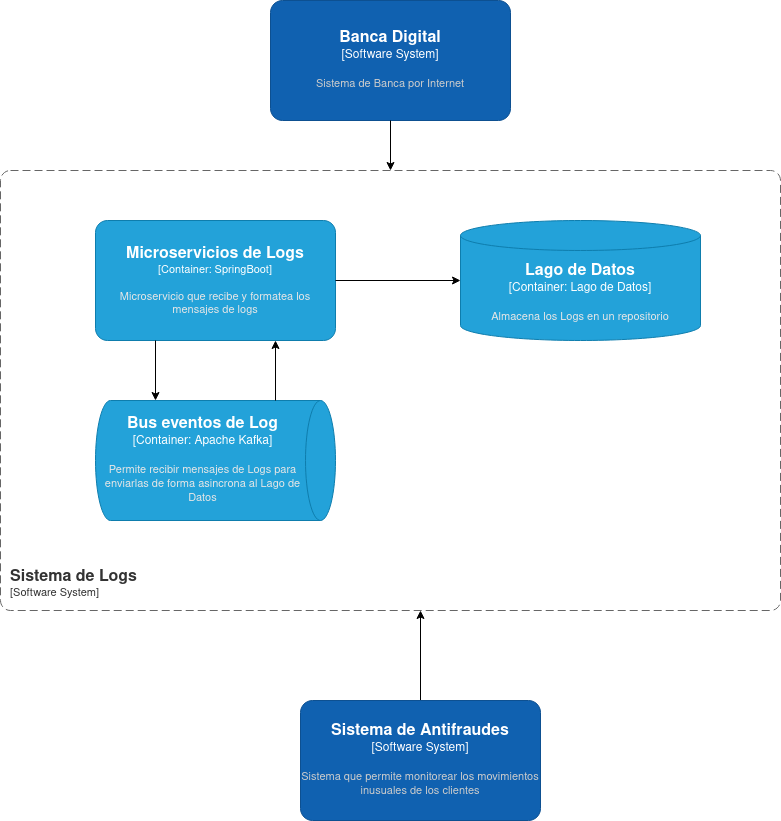 Banca Digital
[Software System]
Sistema de Banca por Internet
Microservicios de Logs
[Container: SpringBoot]
Microservicio que recibe y formatea los
mensajes de logs
Lago de Datos
[Container: Lago de Datos]
Almacena los Logs en un repositorio
Bus eventos de Log
[Container: Apache Kafka]
Permite recibir mensajes de Logs para
enviarlas de forma asincrona al Lago de
Datos
Sistema de Logs
[Software System]
Sistema de Antifraudes
[Software System]
Sistema que permite monitorear los movimientos
inusuales de los clientes